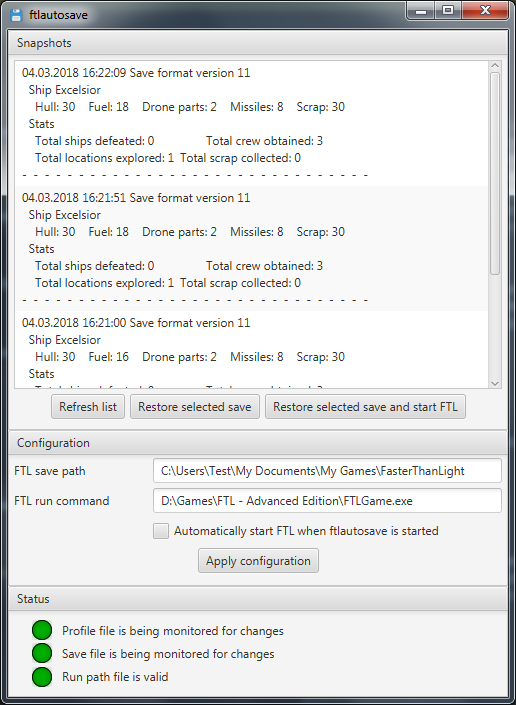 ftlautosave
Snapshots
04.03.2018 16:22:09 Save format version 11
Ship Excelsior
Hull: 30 Fuel: 18 Drone parts: 2 Missiles: 8 Scrap: 30
Stats
Total ships defeated: 0 Total crew obtained: 3
Total locations explored: 1 Total scrap collected: 0
- - - - - - - - - - - - - - - - - - - - - - - - - - - - - -
04.03.2018 16:21:51 Save format version 11
Ship Excelsior
Hull: 30 Fuel: 18 Drone parts: 2 Missiles: 8 Scrap: 30
Stats
Total ships defeated: 0 Total crew obtained: 3
Total locations explored: 1 Total scrap collected: 0
- - - - - - - - - - - - - - - - - - - - - - - - - - - - - -
04.03.2018 16:21:00 Save format version 11
Ship Excelsior
Hull: 30 Fuel: 16 Drone parts: 2 Missiles: 8 Scrap: 30
Stats
Refresh list Restore selected save Restore selected save and start FTL
Configuration
FTL save path C:\Users\Test\My Documents\My Games\FasterThanLight
FTL run command D:\Games\FTL - Advanced Edition\FTLGame.exe
Automatically start FTL when ftlautosave is started
Apply configuration
Status
Profile file is being monitored for changes
Save file is being monitored for changes
Run path file is valid